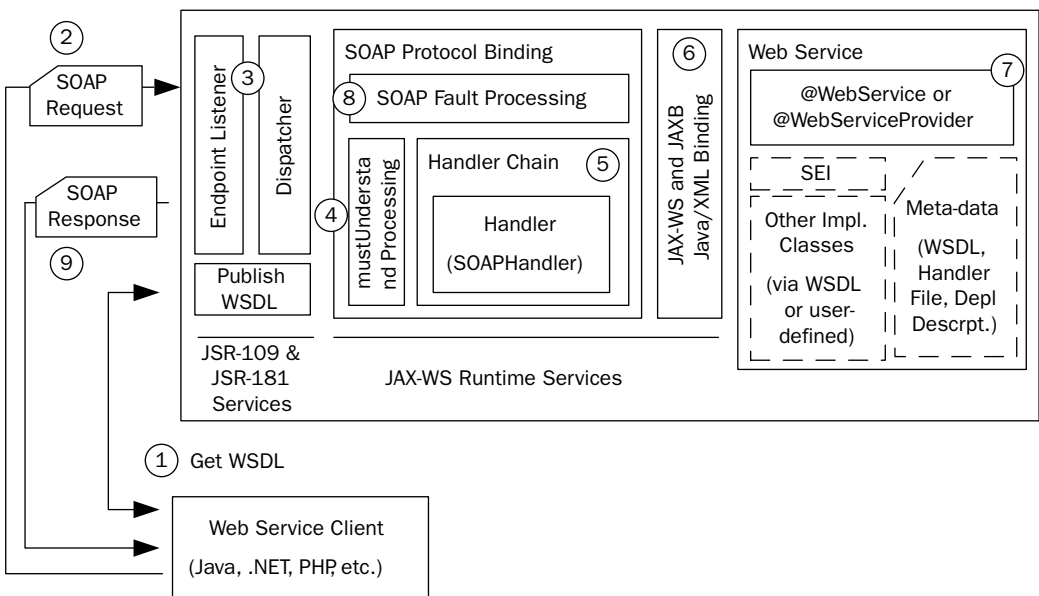 2
SOAP
Request
SOAP
Response
9
Endpoint Listener
3
Dispatcher
Publish
WSDL
JSR-109 &
JSR-181
Services
SOAP Protocol Binding
8
SOAP Fault Processing
4
mustUndersta
nd Processing
Handler Chain
5
Handler
(SOAPHandler)
JAX-WS Runtime Services
6
JAX-WS and JAXB
Java/XML Binding
Web Service
7
@WebService or
@WebServiceProvider
SEI
Other Impl.
Classes
(via WSDL
or user-
defined)
Meta-data
(WSDL,
Handler
File, Depl
Descrpt.)
1
Get WSDL
Web Service Client
(Java, .NET, PHP, etc.)